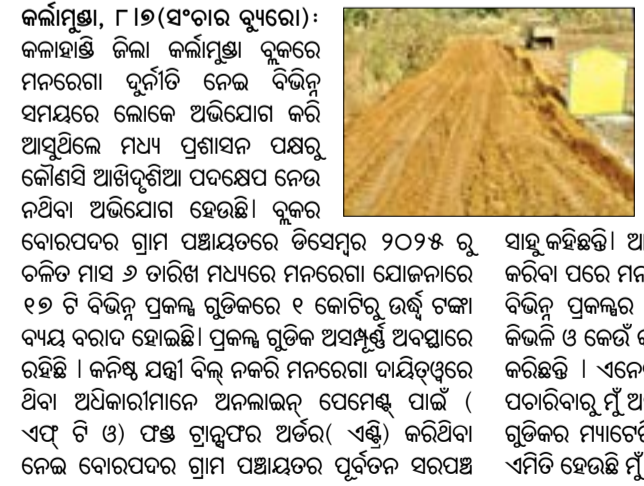 କର୍ଲାମୁଣ୍ଡା, ୮।୭(ସଂଚାର ବ୍ୟୁରୋ):
କଳାହାଣ୍ଡି ଜିଲା କର୍ଲାମୁଣ୍ଡା ବ୍ଲକରେ
ମନରେଗା ଦୁର୍ନୀତି ନେଇ ବିଭିନ୍ନ
ସମୟରେ ଲୋକେ ଅଭିଯୋଗ କରି
ଆସୁଥିଲେ ମଧ୍ୟ ପ୍ରଶାସନ ପକ୍ଷରୁ
କୌଣସି ଆଖିଦୃଶିଆ ପଦକ୍ଷେପ ନେଉ
ନଥିବା ଅଭିଯୋଗ ହେଉଛି। ବ୍ଲକର
ବୋରପଦର ଗ୍ରାମ ପଞ୍ଚାୟତରେ ଡିସେମ୍ବର ୨୦୨୫ ରୁ
ଚଳିତ ମାସ ୬ ତାରିଖ ମଧ୍ୟରେ ମନରେଗା ଯୋଜନାରେ
୧୭ ଟି ବିଭିନ୍ନ ପ୍ରକଳ୍ପ ଗୁଡିକରେ ୧ କୋଟିରୁ ଉର୍ଦ୍ଧ୍ୱ ଟଙ୍କା
ବ୍ୟୟ ବରାଦ ହୋଇଛି। ପ୍ରକଳ୍ପ ଗୁଡିକ ଅସମ୍ପୂର୍ଣ୍ଣ ଅବସ୍ଥାରେ
ରହିଛି । କନିଷ୍ଠ ଯନ୍ତ୍ରୀ ବିଲ୍ ନକରି ମନରେଗା ଦାୟିତ୍ୱରେ
ଥିବା ଅଧିକାରୀମାନେ ଅନଲାଇନ୍ ପେମେଣ୍ଟ ପାଇଁ (
ଏଫ୍ ଟି ଓ) ଫଣ୍ଡ ଟ୍ରାନ୍ସଫର ଅର୍ଡର( ଏଣ୍ଟ୍ରି) କରିଥିବା
ନେଇ ବୋରପଦର ଗ୍ରାମ ପଞ୍ଚାୟତର ପୂର୍ବତନ ସରପଞ୍ଚ
ସାହୁ କହିଛନ୍ତି।
କରିବା ପରେ
ବିଭିନ୍ନ ପ୍ରକଳ୍ପର
କିଭଳି ଓ କେଉଁ
କରିଛନ୍ତି ।
ପଚାରିବାରୁ ମୁଁ
ଗୁଡିକର
ଏମିତି ହେଉଛି ମୁଁ